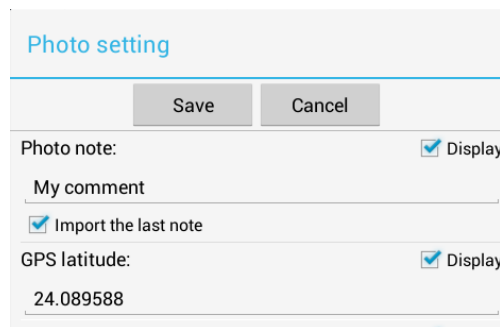 Photo setting
Save Cancel
Photo note: Display
My comment
Import the last note
GPS latitude: Display
24.089588